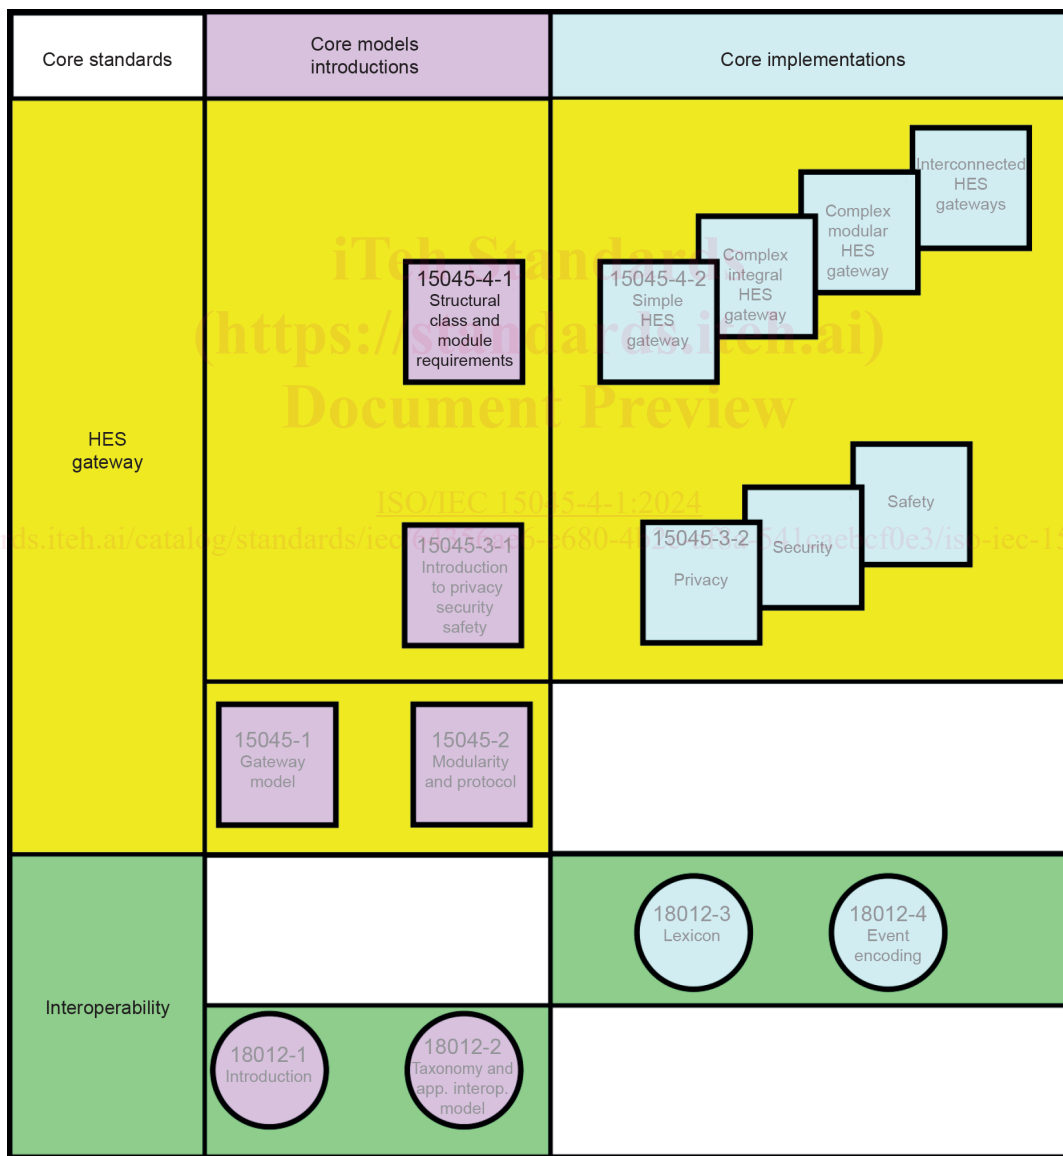 Core standards
Core models
introductions
Core implementations
HES
gateway
Interconnected
HES
gateways
Complex
modular
HES
gateway
Complex
integral
HES
gateway
15045-4-1
Structural
class and
module
requirements
15045-4-2
Simple
HES
gateway
iTeh Standards
(https://standards.iteh.ai)
Document Preview
ISO/IEC 15045-4-1:2024
15045-3-1
Introduction
to privacy
security
safety
15045-3-2
Privacy
Security
Safety
15045-1
Gateway
model
15045-2
Modularity
and protocol
Interoperability
18012-3
Lexicon
18012-4
Event
encoding
18012-1
Introduction
18012-2
Taxonomy and
app. interop.
model